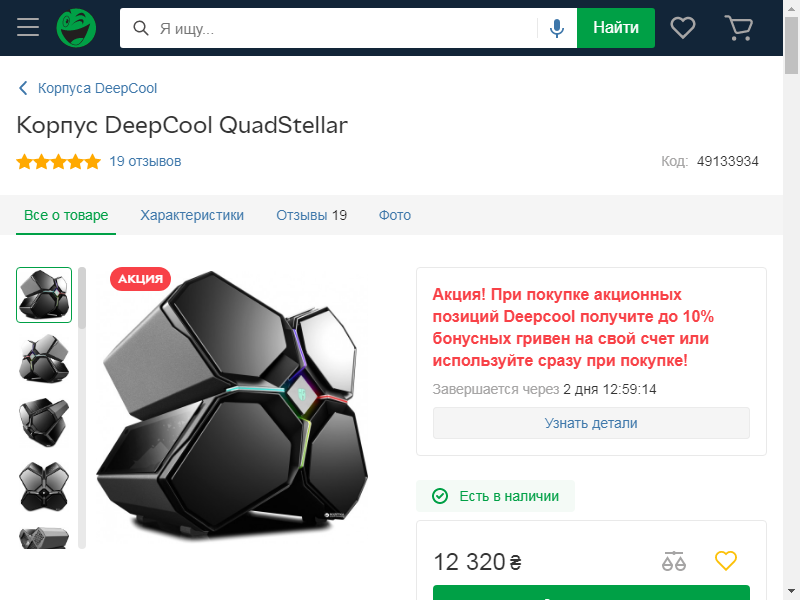 Я ищу...
Найти
Корпуса DeepCool
Корпус DeepCool QuadStellar
19 отзывов
Код: 49133934
Все о товаре
Характеристики
Отзывы 19
Фото
АКЦИЯ
Акция! При покупке акционных
позиций Deepcool получите до 10%
бонусных гривен на свой счет или
используйте сразу при покупке!
Завершается через 2 дня 12:59:14
Узнать детали
Есть в наличии
12 320 ₴